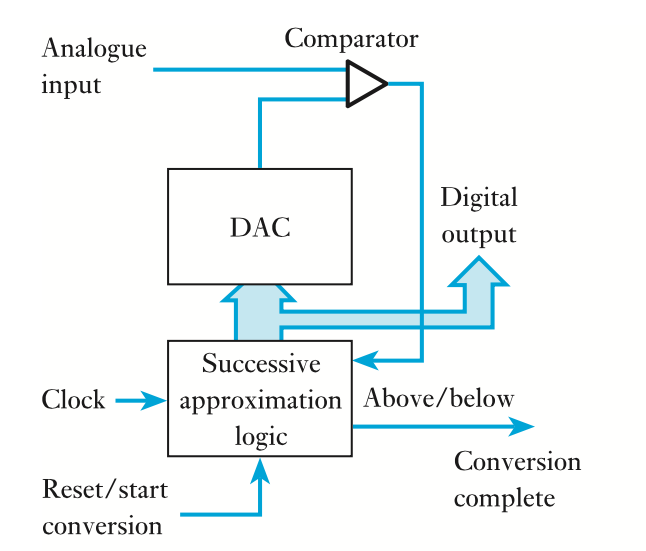 Comparator
Analogue
input
DAC
Digital
output
Successive
approximation
logic
Clock
Above/below
Conversion
complete
Reset/start
conversion